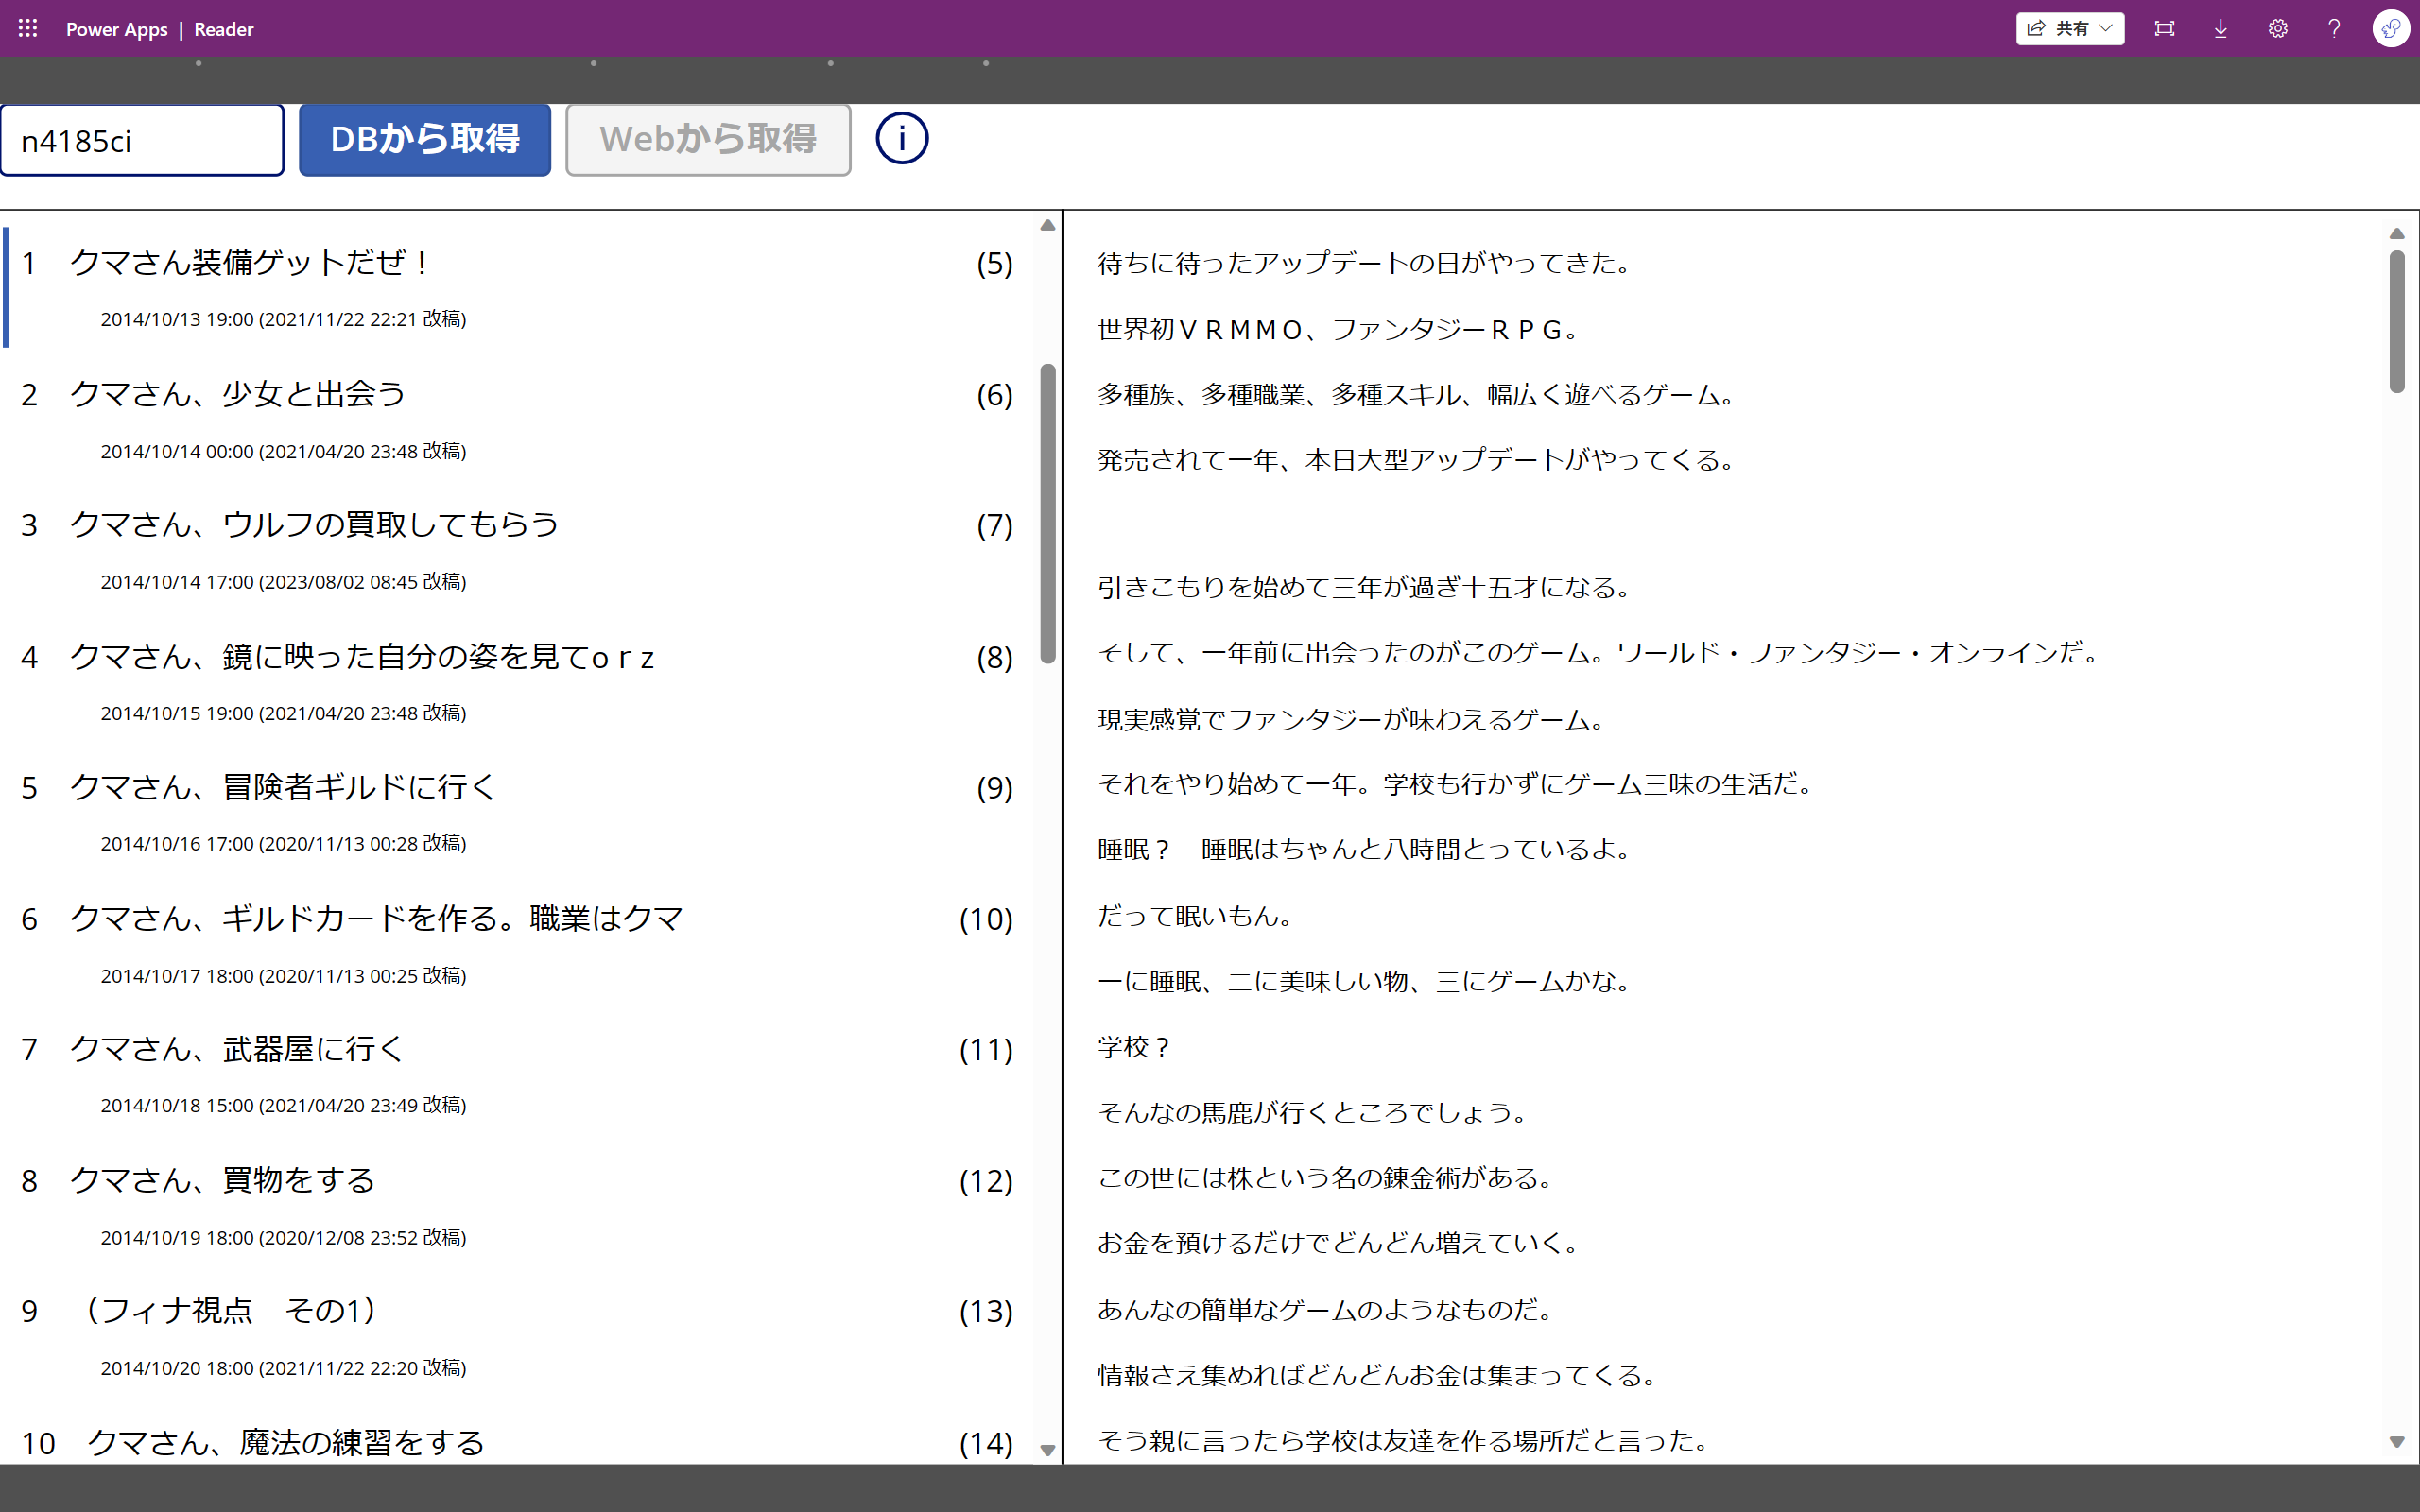 Power Apps | Reader
共有
n4185ci
DBから取得
Webから取得
i
1 クマさん装備ゲットだぜ！ (5)
2014/10/13 19:00 (2021/11/22 22:21 改稿)
2 クマさん、少女と出会う (6)
2014/10/14 00:00 (2021/04/20 23:48 改稿)
3 クマさん、ウルフの買取してもらう (7)
2014/10/14 17:00 (2023/08/02 08:45 改稿)
4 クマさん、鏡に映った自分の姿を見てｏｒｚ (8)
2014/10/15 19:00 (2021/04/20 23:48 改稿)
5 クマさん、冒険者ギルドに行く (9)
2014/10/16 17:00 (2020/11/13 00:28 改稿)
6 クマさん、ギルドカードを作る。職業はクマ (10)
2014/10/17 18:00 (2020/11/13 00:25 改稿)
7 クマさん、武器屋に行く (11)
2014/10/18 15:00 (2021/04/20 23:49 改稿)
8 クマさん、買物をする (12)
2014/10/19 18:00 (2020/12/08 23:52 改稿)
9 （フィナ視点　その1） (13)
2014/10/20 18:00 (2021/11/22 22:20 改稿)
10 クマさん、魔法の練習をする (14)
待ちに待ったアップデートの日がやってきた。
世界初ＶＲＭＭＯ、ファンタジーＲＰＧ。
多種族、多種職業、多種スキル、幅広く遊べるゲーム。
発売されて一年、本日大型アップデートがやってくる。
引きこもりを始めて三年が過ぎ十五才になる。
そして、一年前に出会ったのがこのゲーム。ワールド・ファンタジー・オンラインだ。
現実感覚でファンタジーが味わえるゲーム。
それをやり始めて一年。学校も行かずにゲーム三昧の生活だ。
睡眠？　睡眠はちゃんと八時間とっているよ。
だって眠いもん。
一に睡眠、二に美味しい物、三にゲームかな。
学校？
そんなの馬鹿が行くところでしょう。
この世には株という名の錬金術がある。
お金を預けるだけでどんどん増えていく。
あんなの簡単なゲームのようなものだ。
情報さえ集めればどんどんお金は集まってくる。
そう親に言ったら学校は友達を作る場所だと言った。